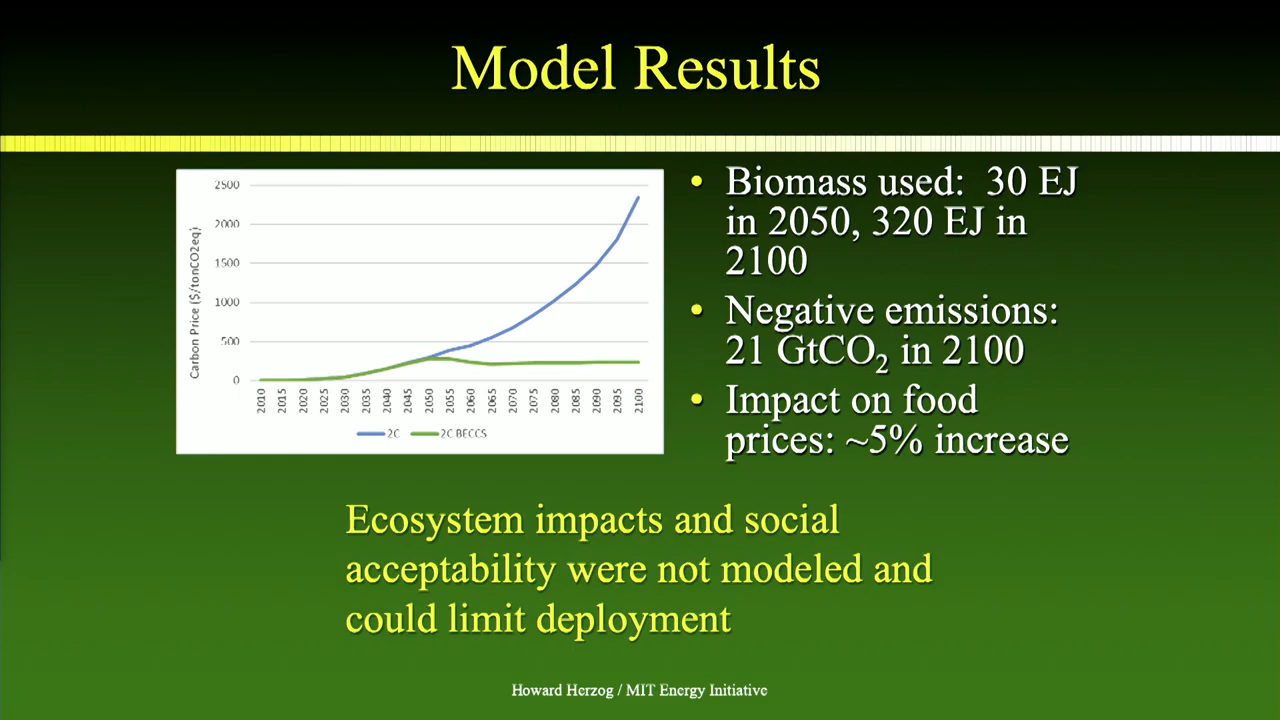 Model Results
2500
2000
1500
1000
500
0
Carbon Price ($/tonCO2eq)
2010
2015
2020
2025
2030
2035
2040
2045
2050
2055
2060
2065
2070
2075
2080
2085
2090
2095
2100
2C
2C BECCS
• Biomass used: 30 EJ
in 2050, 320 EJ in
2100
• Negative emissions:
21 GtCO₂ in 2100
• Impact on food
prices: ~5% increase
Ecosystem impacts and social
acceptability were not modeled and
could limit deployment
Howard Herzog / MIT Energy Initiative